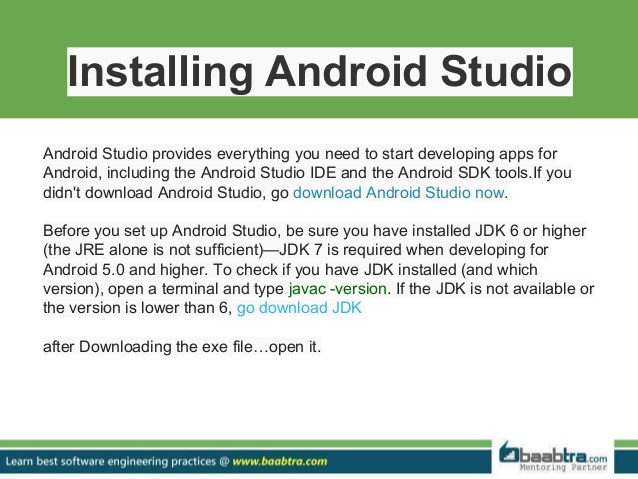 Installing Android Studio
Android Studio provides everything you need to start developing apps for
Android, including the Android Studio IDE and the Android SDK tools.If you
didn't download Android Studio, go download Android Studio now.
Before you set up Android Studio, be sure you have installed JDK 6 or higher
(the JRE alone is not sufficient)—JDK 7 is required when developing for
Android 5.0 and higher. To check if you have JDK installed (and which
version), open a terminal and type javac -version. If the JDK is not available or
the version is lower than 6, go download JDK
after Downloading the exe file…open it.
Learn best software engineering practices @ www.baabtra.com
baabtra.com
Mentoring Partner